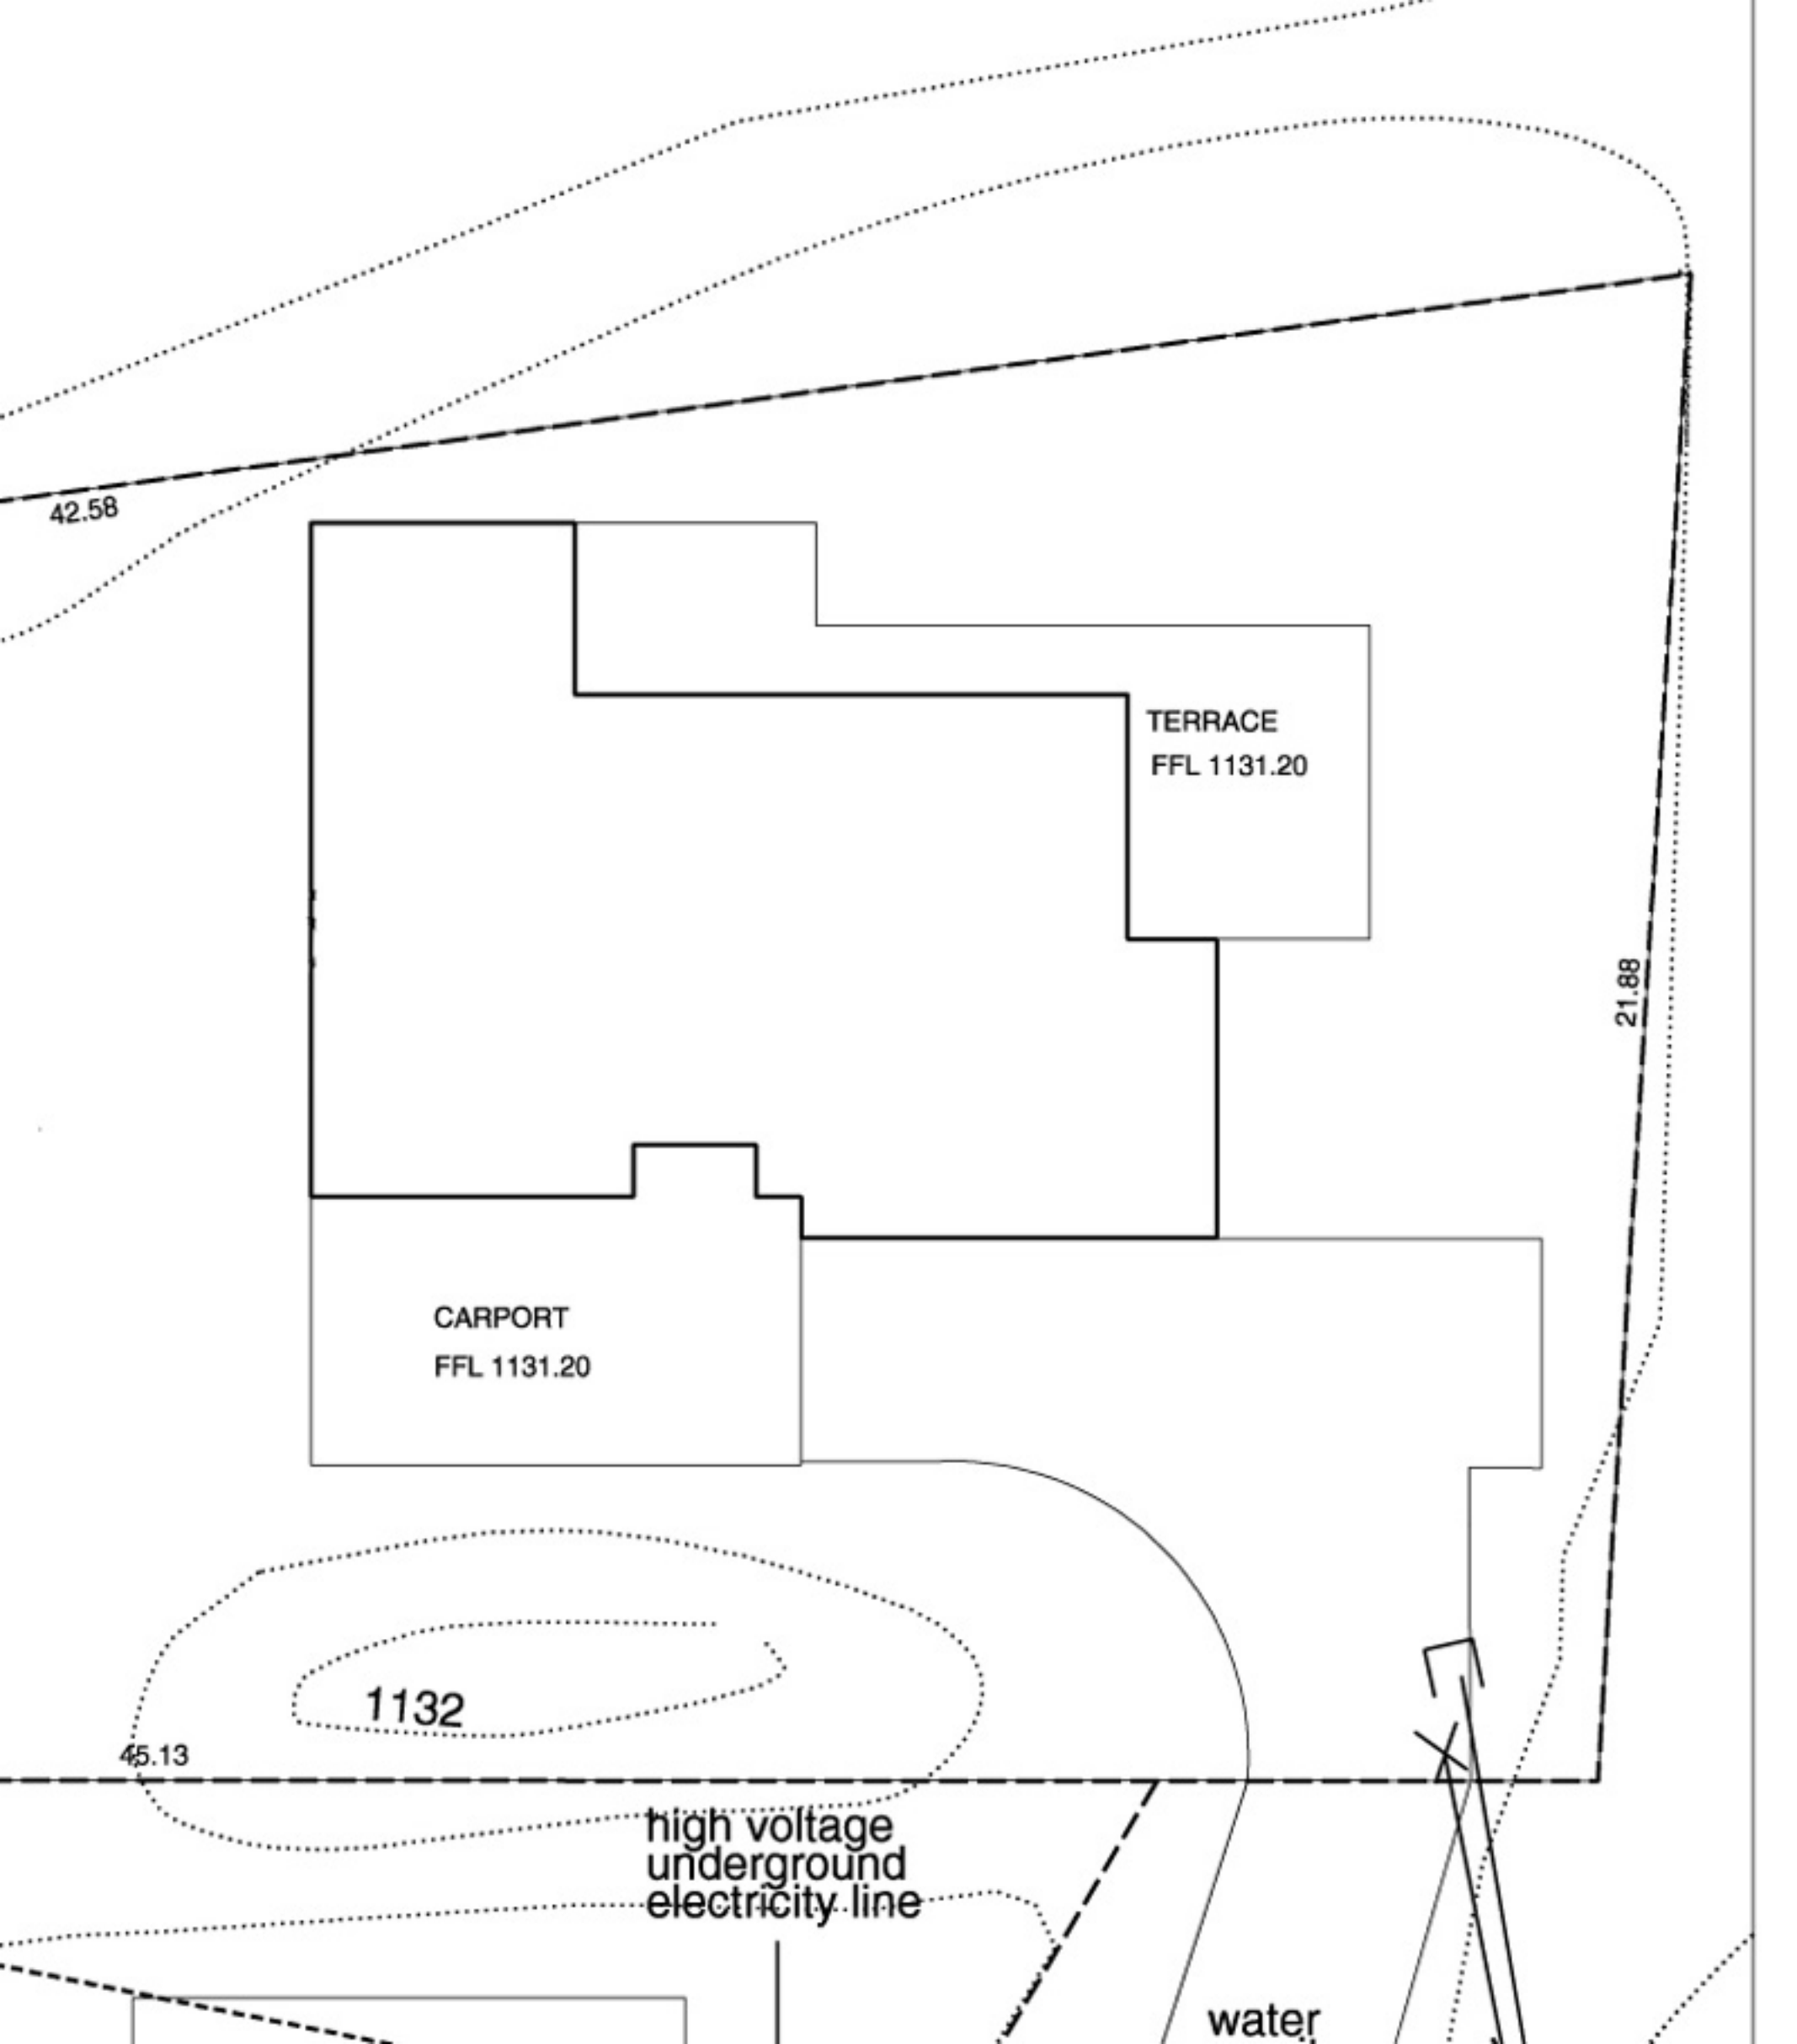 42.58
TERRACE
FFL 1131.20
21.88
CARPORT
FFL 1131.20
1132
45.13
high voltage
underground
electricity line
water